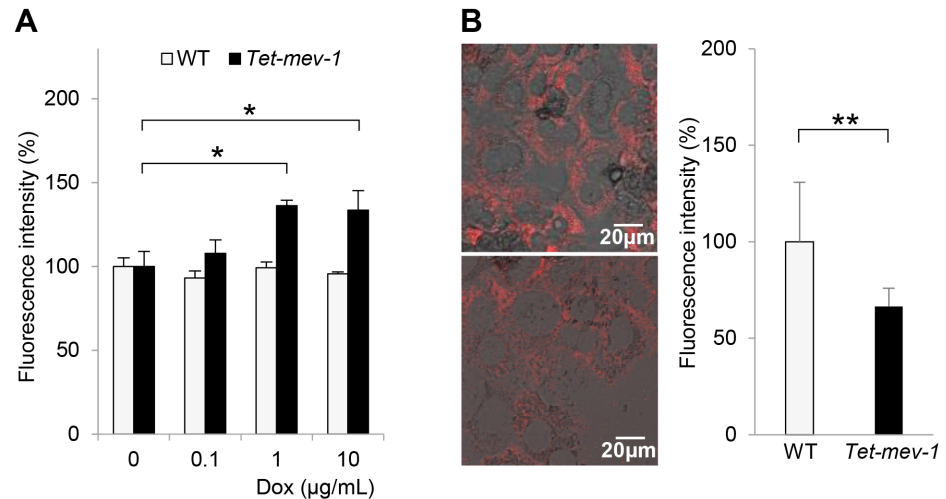 A
WT Tet-mev-1
Fluorescence intensity (%)
200
150
100
50
0
*
*
0 0.1 1 10
Dox (µg/mL)
B
20µm
20µm
Fluorescence intensity (%)
200
150
100
50
0
**
WT Tet-mev-1